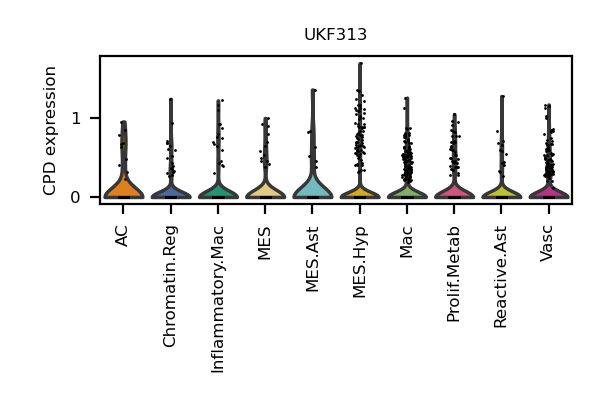 UKF313
CPD expression
1
0
AC
Chromatin.Reg
Inflammatory.Mac
MES
MES.Ast
MES.Hyp
Mac
Prolif.Metab
Reactive.Ast
Vasc